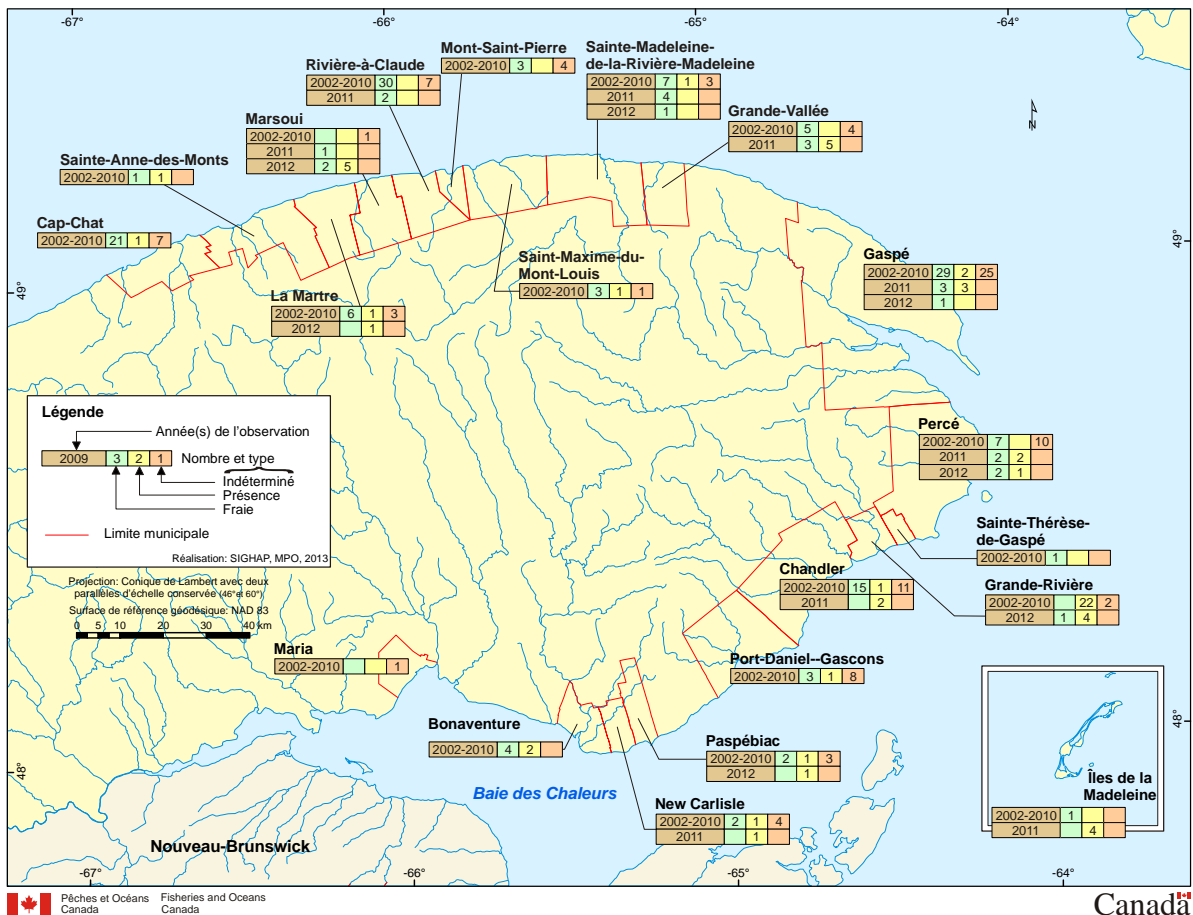 -67°
-66°
-65°
-64°
Mont-Saint-Pierre
2002-2010 3 4
Sainte-Madeleine-
de-la-Rivière-Madeleine
2002-2010 7 1 3
2011 4
2012 1
Rivière-à-Claude
2002-2010 30 7
2011 2
Grande-Vallée
2002-2010 5 4
2011 3 5
N
Marsoui
2002-2010 1
2011 1
2012 2 5
Sainte-Anne-des-Monts
2002-2010 1 1
Cap-Chat
2002-2010 21 1 7
49°
49°
Saint-Maxime-du-
Mont-Louis
2002-2010 3 1 1
Gaspé
2002-2010 29 2 25
2011 3 3
2012 1
La Martre
2002-2010 6 1 3
2012 1
Légende
Année(s) de l'observation
2009 3 2 1 Nombre et type
Indéterminé
Présence
Fraie
Limite municipale
Réalisation: SIGHAP, MPO, 2013
Projection: Conique de Lambert avec deux
parallèles d'échelle conservée (46°et 60°)
Surface de référence géodésique: NAD 83
0 5 10 20 30 40 km
Percé
2002-2010 7 10
2011 2 2
2012 2 1
Sainte-Thérèse-
de-Gaspé
2002-2010 1
Chandler
2002-2010 15 1 11
2011 2
Grande-Rivière
2002-2010 22 2
2012 1 4
Maria
2002-2010 1
Port-Daniel--Gascons
2002-2010 3 1 8
Bonaventure
2002-2010 4 2
Paspébiac
2002-2010 2 1 3
2012 1
48°
48°
Baie des Chaleurs
New Carlisle
2002-2010 2 1 4
2011 1
Îles de la
Madeleine
2002-2010 1
2011 4
Nouveau-Brunswick
-66°
-65°
-64°
Pêches et Océans
Canada
Fisheries and Oceans
Canada
Canada